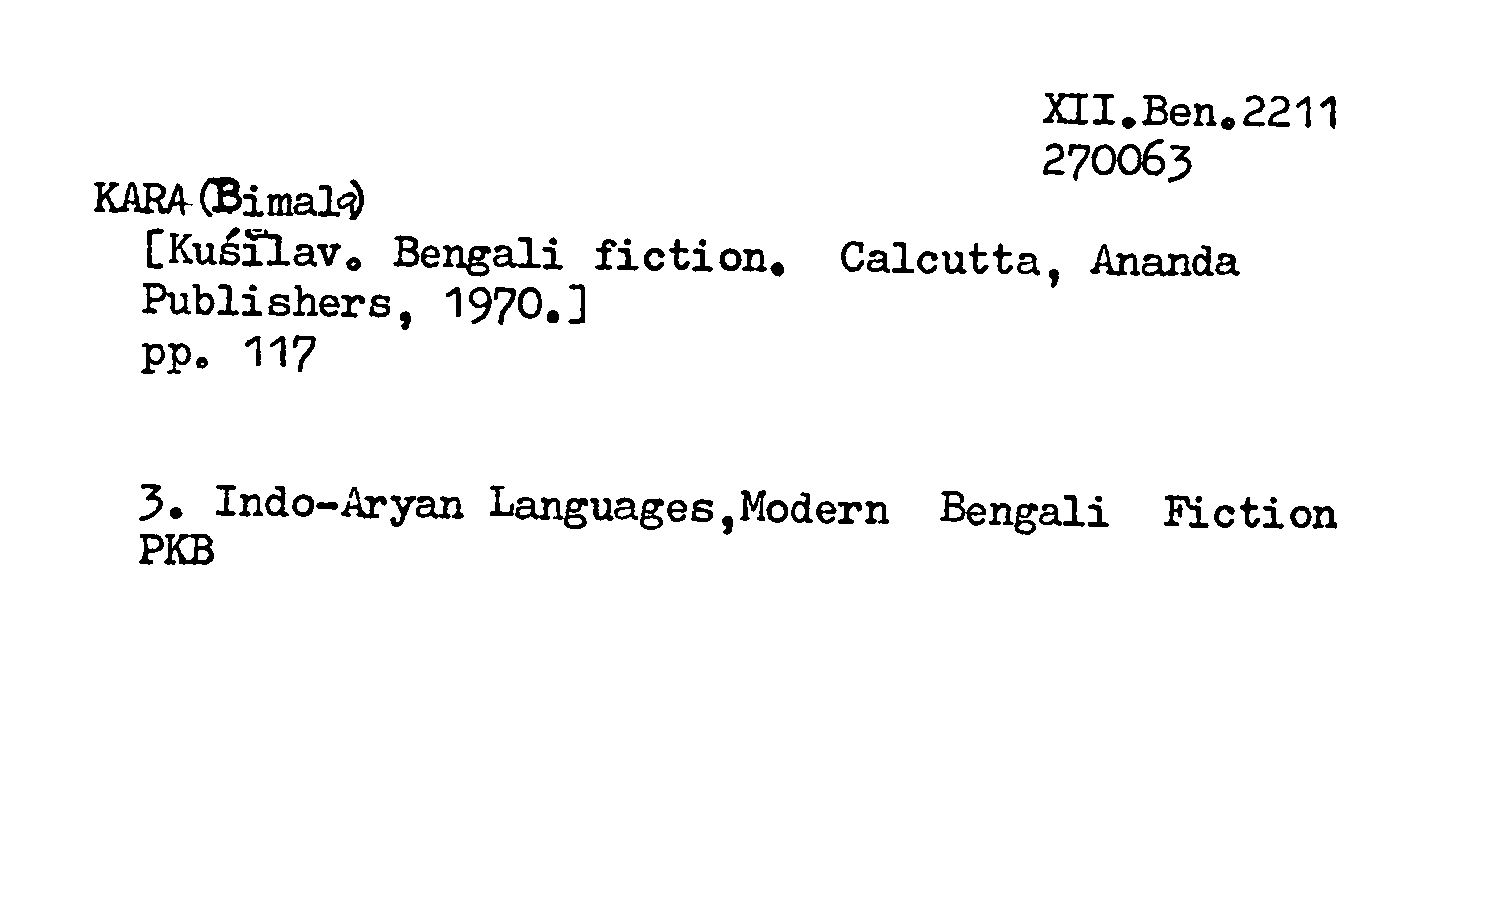 XII.Ben.2211
270063
KARA (Bimala)
[Kuśīlav. Bengali fiction. Calcutta, Ananda
Publishers, 1970.]
pp. 117
3. Indo-Aryan Languages,Modern Bengali Fiction
PKB